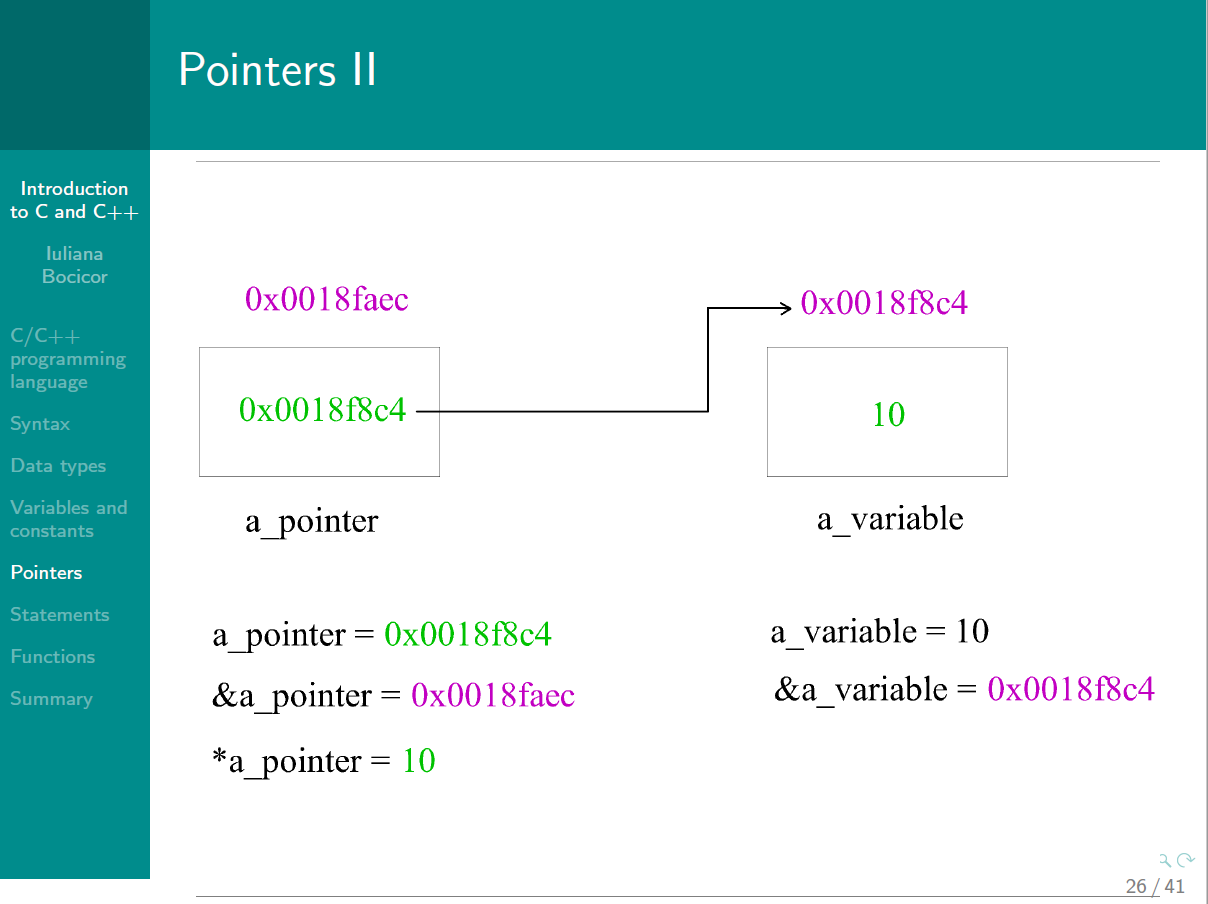 Pointers II
Introduction
to C and C++
Iuliana
Bocicor
C/C++
programming
language
Syntax
Data types
Variables and
constants
Pointers
Statements
Functions
Summary
0x0018faec
0x0018f8c4
0x0018f8c4
10
a_pointer
a_variable
a_pointer = 0x0018f8c4
&a_pointer = 0x0018faec
*a_pointer = 10
a_variable = 10
&a_variable = 0x0018f8c4
26 / 41